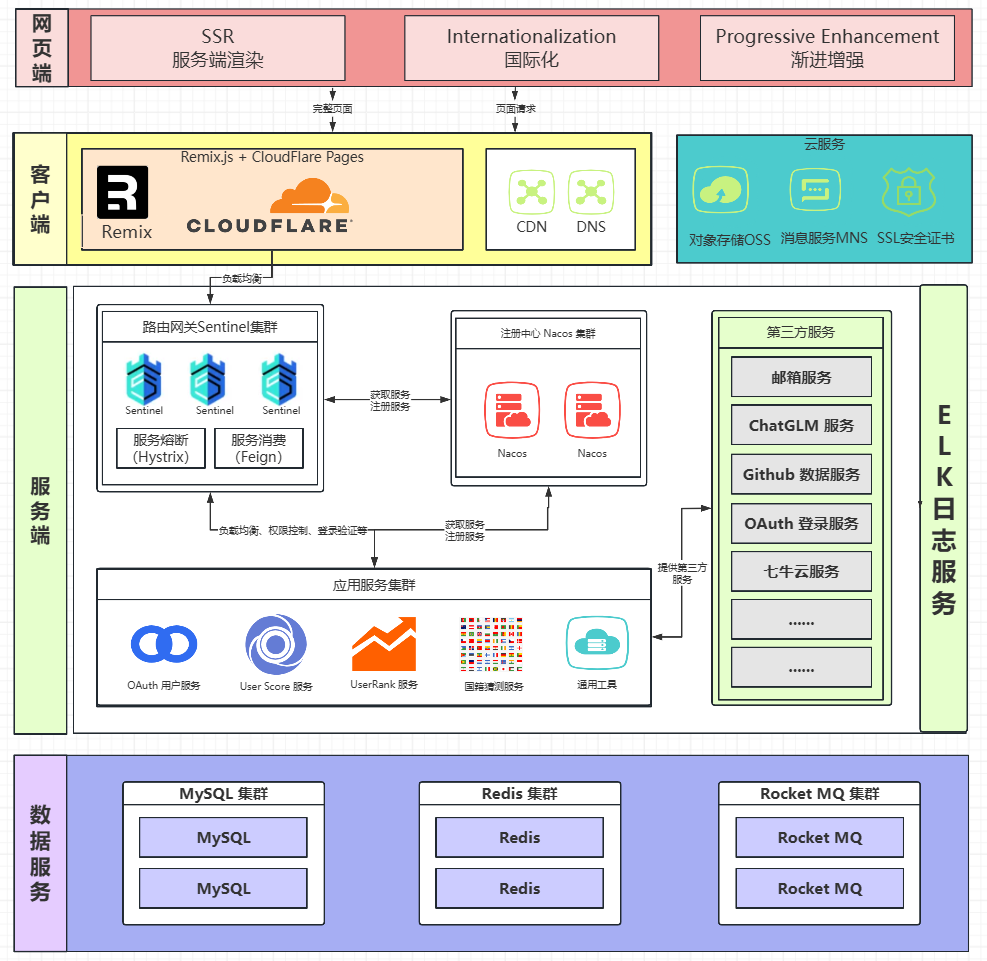 网页端
SSR
服务端渲染
Internationalization
国际化
Progressive Enhancement
渐进增强
完整页面
页面请求
客户端
Remix.js + CloudFlare Pages
Remix
CLOUDFLARE
CDN
DNS
云服务
对象存储OSS
消息服务MNS
SSL安全证书
负载均衡
服务端
路由网关Sentinel集群
Sentinel
Sentinel
Sentinel
服务熔断
（Hystrix）
服务消费
（Feign）
获取服务
注册服务
注册中心 Nacos 集群
Nacos
Nacos
负载均衡、权限控制、登录验证等
获取服务
注册服务
应用服务集群
OAuth 用户服务
User Score 服务
UserRank 服务
国籍猜测服务
通用工具
提供第三方
服务
第三方服务
邮箱服务
ChatGLM 服务
Github 数据服务
OAuth 登录服务
七牛云服务
......
......
ELK日志服务
数据服务
MySQL 集群
MySQL
MySQL
Redis 集群
Redis
Redis
Rocket MQ 集群
Rocket MQ
Rocket MQ